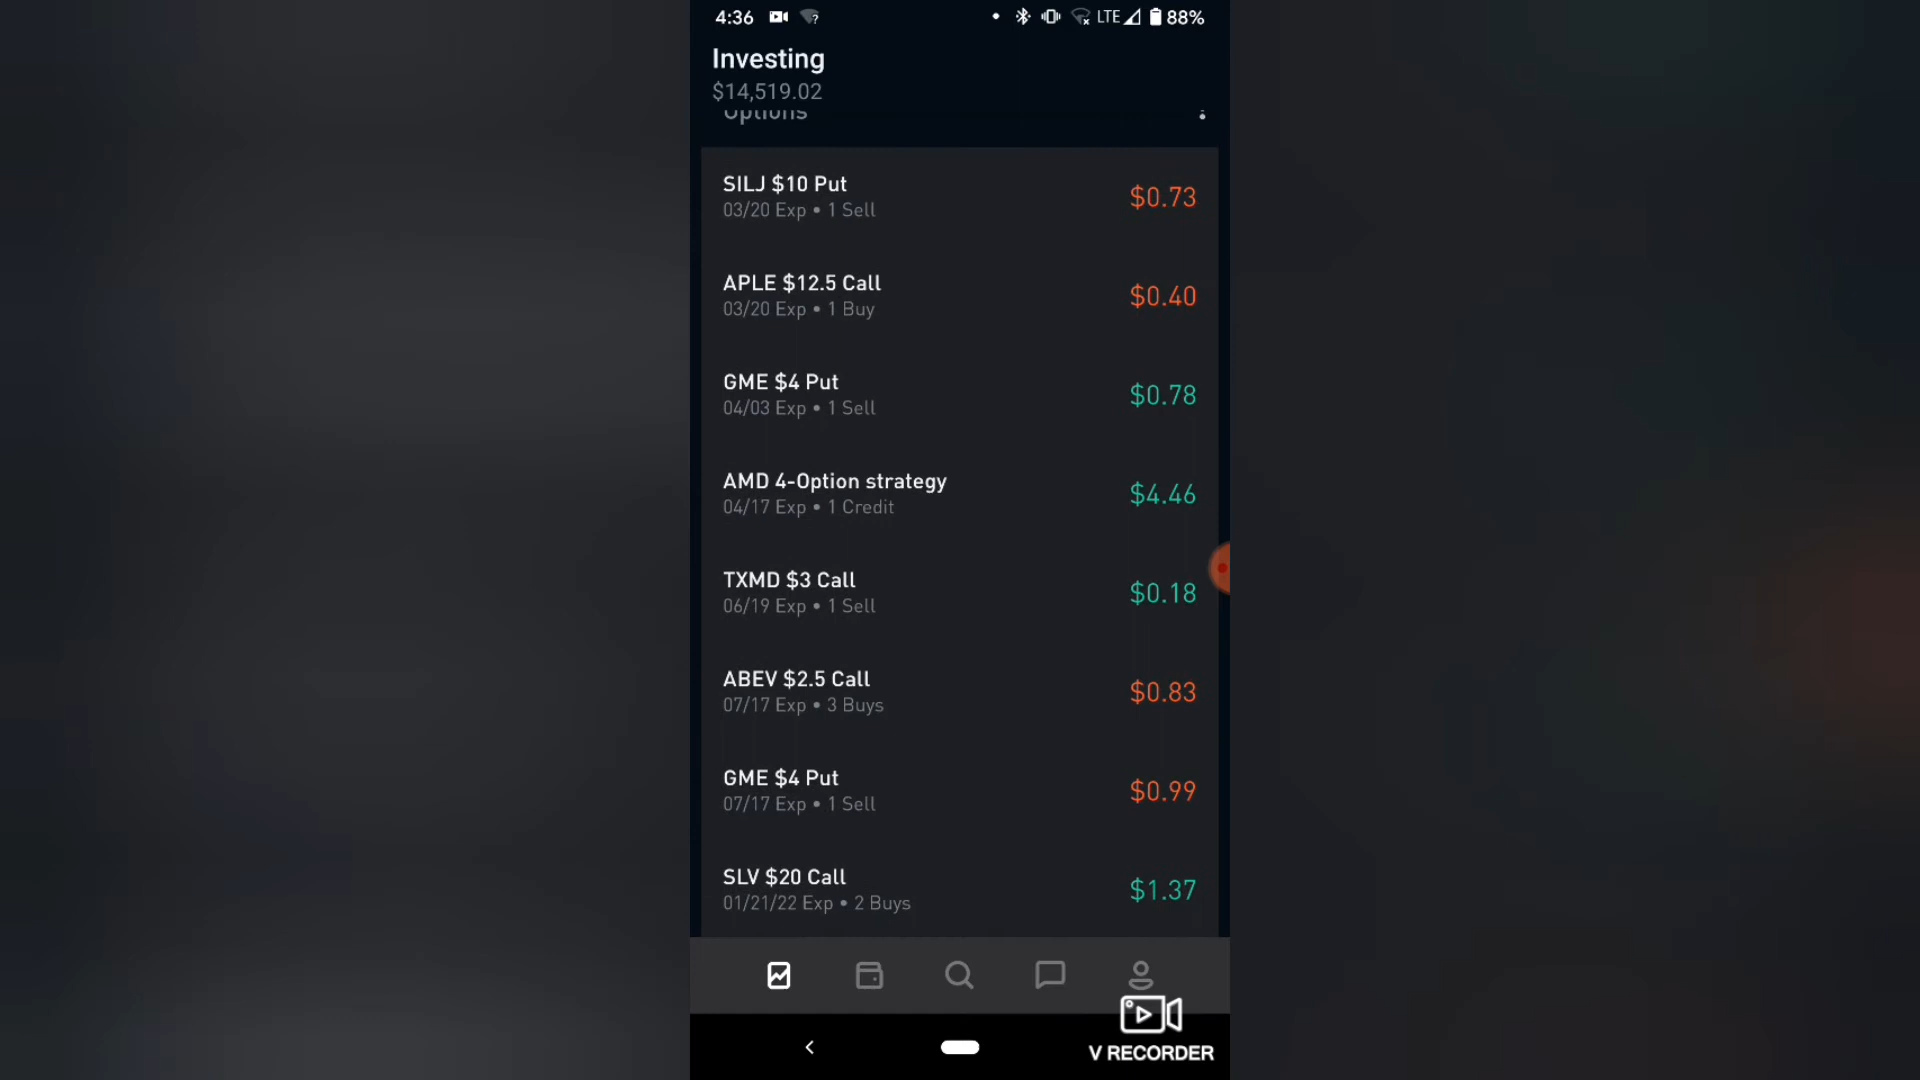 4:36 LTE 88%
Investing
$14,519.02
Options
SILJ $10 Put
03/20 Exp • 1 Sell
$0.73
APLE $12.5 Call
03/20 Exp • 1 Buy
$0.40
GME $4 Put
04/03 Exp • 1 Sell
$0.78
AMD 4-Option strategy
04/17 Exp • 1 Credit
$4.46
TXMD $3 Call
06/19 Exp • 1 Sell
$0.18
ABEV $2.5 Call
07/17 Exp • 3 Buys
$0.83
GME $4 Put
07/17 Exp • 1 Sell
$0.99
SLV $20 Call
01/21/22 Exp • 2 Buys
$1.37
V RECORDER